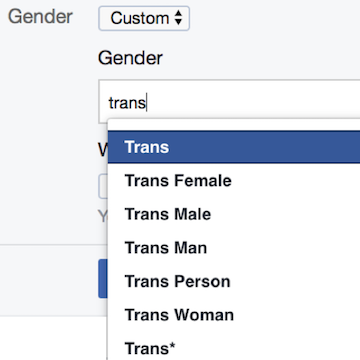 Gender Custom
Gender
trans
Trans
Trans Female
Trans Male
Trans Man
Trans Person
Trans Woman
Trans*